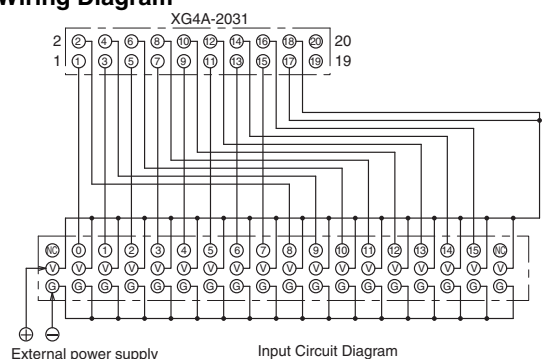 Wiring Diagram
XG4A-2031
2 2 4 6 8 10 12 14 16 18 20 20
1 1 3 5 7 9 11 13 15 17 19 19
NC 0 1 2 3 4 5 6 7 8 9 10 11 12 13 14 15 NC
V V V V V V V V V V V V V V V V V V
G G G G G G G G G G G G G G G G G G
+ −
External power supply
Input Circuit Diagram